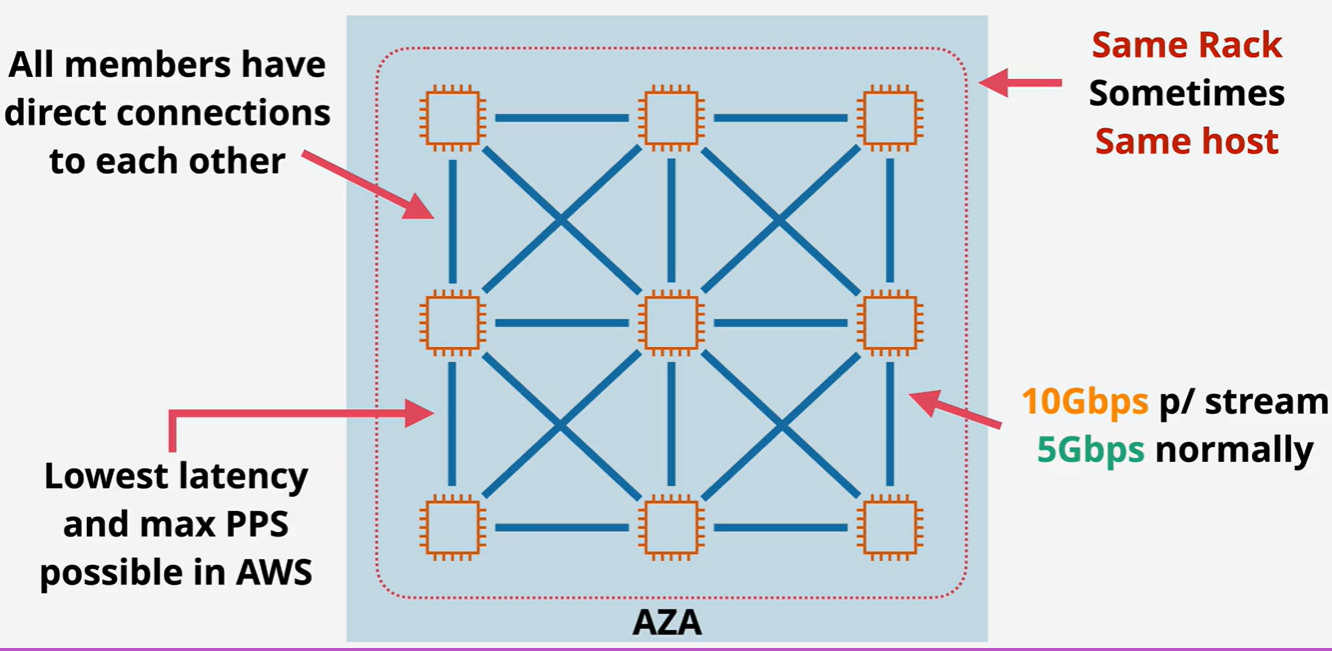 All members have
direct connections
to each other
Same Rack
Sometimes
Same host
10Gbps p/ stream
5Gbps normally
Lowest latency
and max PPS
possible in AWS
AZA